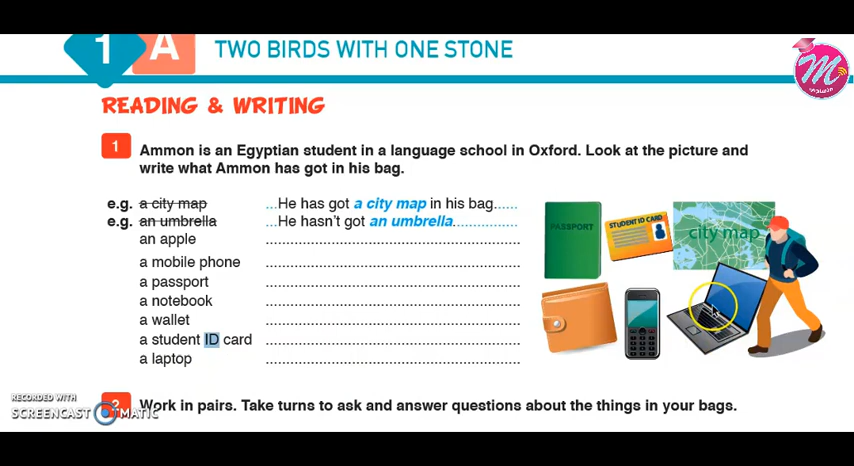 1 A TWO BIRDS WITH ONE STONE
READING & WRITING
1 Ammon is an Egyptian student in a language school in Oxford. Look at the picture and
write what Ammon has got in his bag.
e.g. a city map ...He has got a city map in his bag......
e.g. an umbrella ...He hasn't got an umbrella................
an apple
a mobile phone
a passport
a notebook
a wallet
a student ID card
a laptop
PASSPORT
STUDENT ID CARD
city map
2 Work in pairs. Take turns to ask and answer questions about the things in your bags.
RECORDED WITH
SCREENCAST MATIC
M